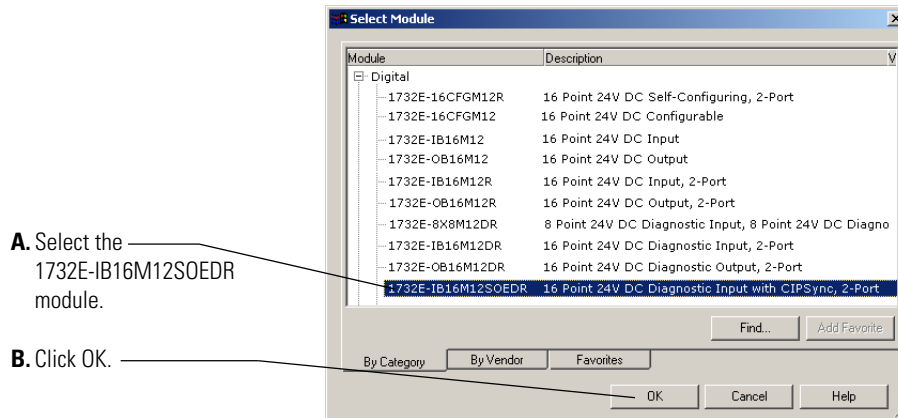 Select Module
Module Description V
Digital
1732E-16CFGM12R 16 Point 24V DC Self-Configuring, 2-Port
1732E-16CFGM12 16 Point 24V DC Configurable
1732E-IB16M12 16 Point 24V DC Input
1732E-OB16M12 16 Point 24V DC Output
1732E-IB16M12R 16 Point 24V DC Input, 2-Port
1732E-OB16M12R 16 Point 24V DC Output, 2-Port
1732E-8X8M12DR 8 Point 24V DC Diagnostic Input, 8 Point 24V DC Diagno
1732E-IB16M12DR 16 Point 24V DC Diagnostic Input, 2-Port
1732E-OB16M12DR 16 Point 24V DC Diagnostic Output, 2-Port
1732E-IB16M12SOEDR 16 Point 24V DC Diagnostic Input with CIPSync, 2-Port
A. Select the
1732E-IB16M12SOEDR
module.
Find... Add Favorite
By Category By Vendor Favorites
B. Click OK.
OK Cancel Help